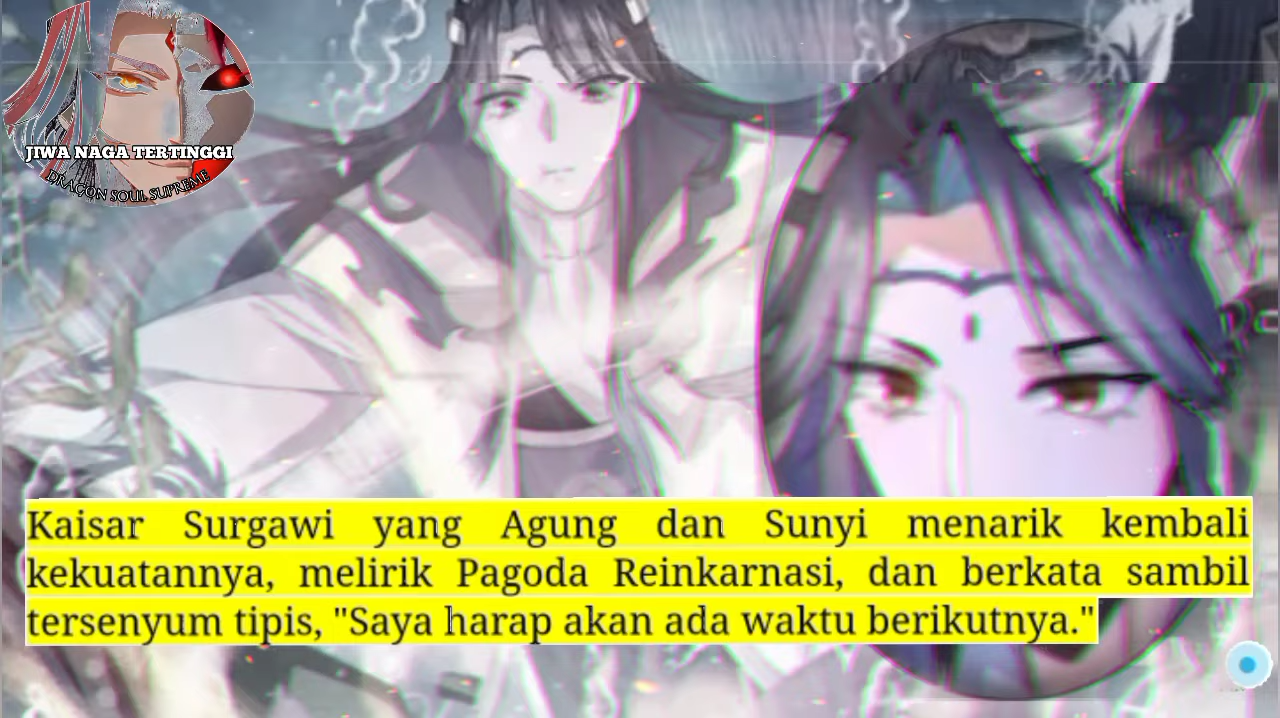 JIWA NAGA TERTINGGI
DRAGON SOUL SUPREME
Kaisar Surgawi yang Agung dan Sunyi menarik kembali
kekuatannya, melirik Pagoda Reinkarnasi, dan berkata sambil
tersenyum tipis, "Saya harap akan ada waktu berikutnya."